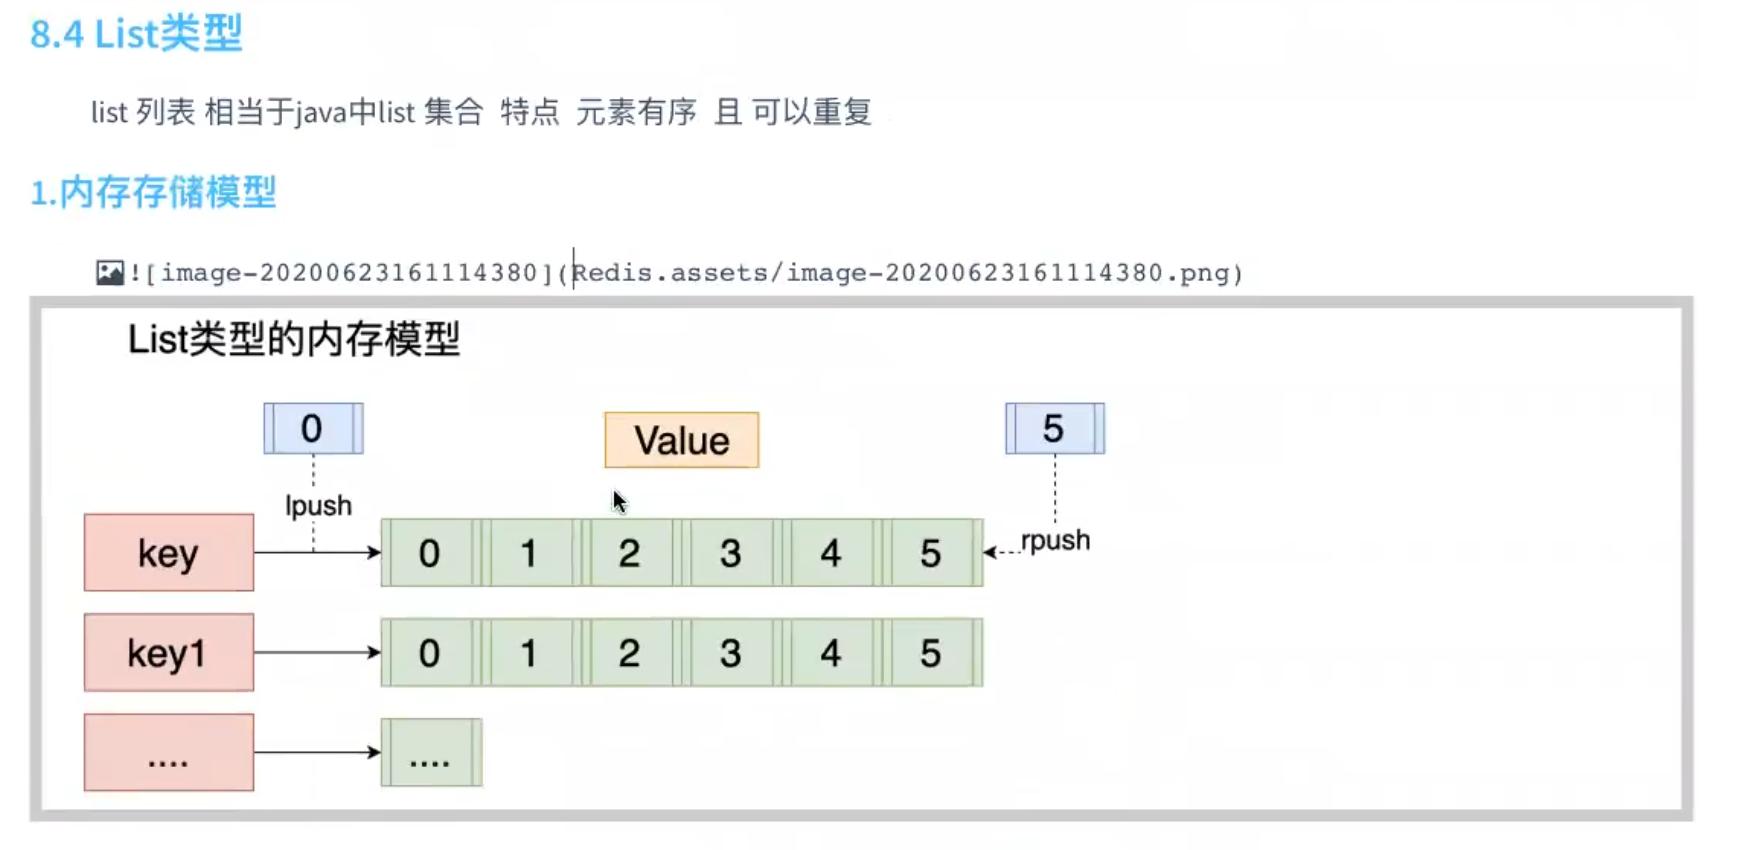 8.4 List类型
list 列表 相当于java中list 集合 特点 元素有序 且 可以重复
1.内存存储模型
![image-20200623161114380](Redis.assets/image-20200623161114380.png)
List类型的内存模型
0
Value
5
lpush
key
0 1 2 3 4 5
rpush
key1
0 1 2 3 4 5
....
....